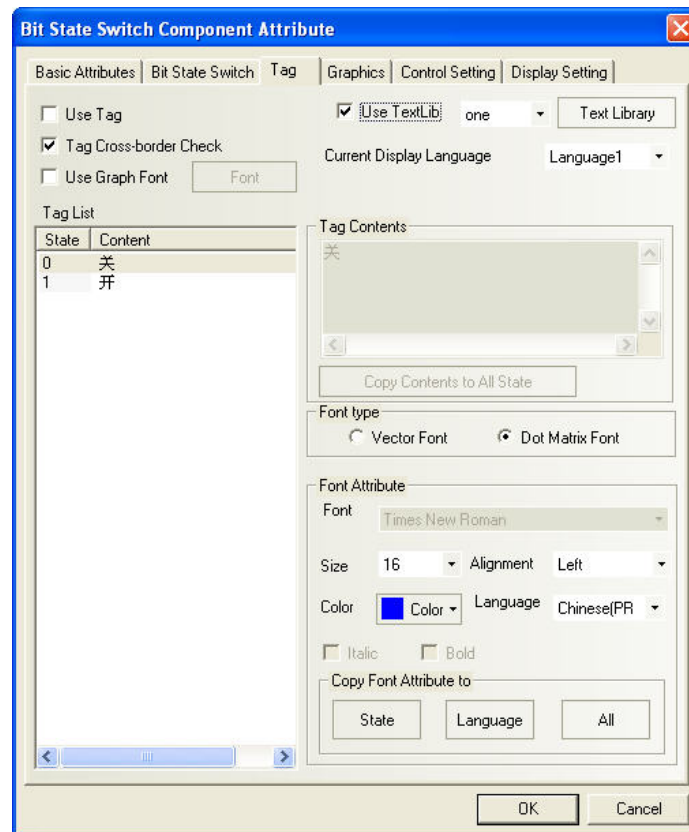 Bit State Switch Component Attribute
Basic Attributes Bit State Switch Tag Graphics Control Setting Display Setting
Use Tag
Tag Cross-border Check
Use Graph Font Font
Use TextLib one Text Library
Current Display Language Language1
Tag List
State Content
0 关
1 开
Tag Contents
关
Copy Contents to All State
Font type
Vector Font Dot Matrix Font
Font Attribute
Font Times New Roman
Size 16 Alignment Left
Color Color Language Chinese(PR
Italic Bold
Copy Font Attribute to
State Language All
OK Cancel